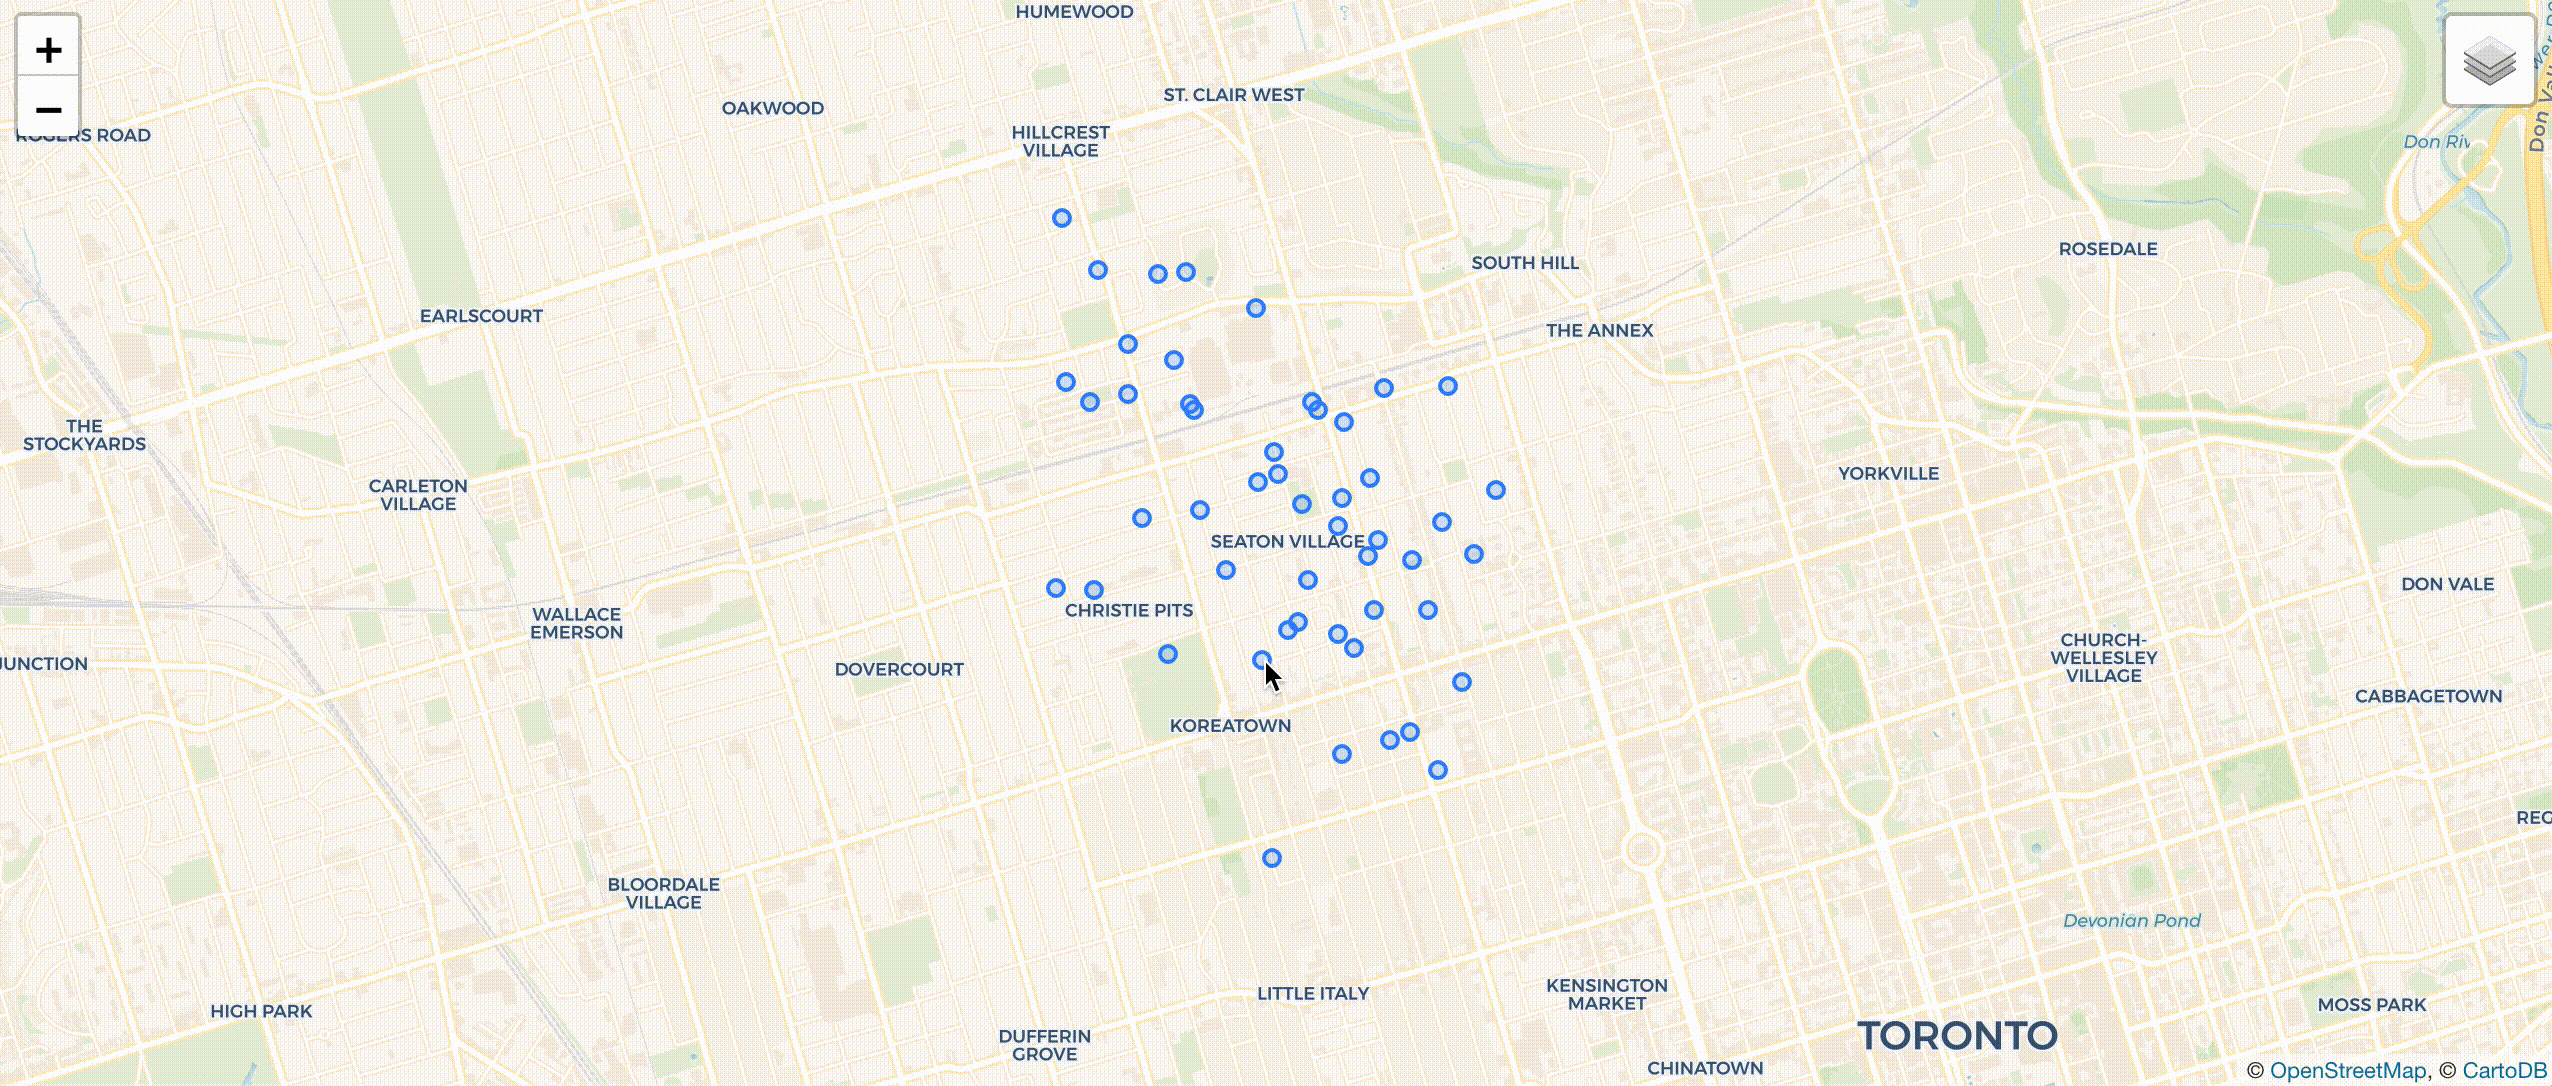 HUMEWOOD
+
−
ST. CLAIR WEST
OAKWOOD
HILLCREST
VILLAGE
ROGERS ROAD
Don Riv
ROSEDALE
SOUTH HILL
EARLSCOURT
THE ANNEX
THE
STOCKYARDS
YORKVILLE
CARLETON
VILLAGE
SEATON VILLAGE
DON VALE
CHRISTIE PITS
WALLACE
EMERSON
CHURCH-
WELLESLEY
VILLAGE
JUNCTION
DOVERCOURT
CABBAGETOWN
KOREATOWN
REG
BLOORDALE
VILLAGE
Devonian Pond
KENSINGTON
MARKET
LITTLE ITALY
MOSS PARK
HIGH PARK
DUFFERIN
GROVE
TORONTO
CHINATOWN
© OpenStreetMap, © CartoDB